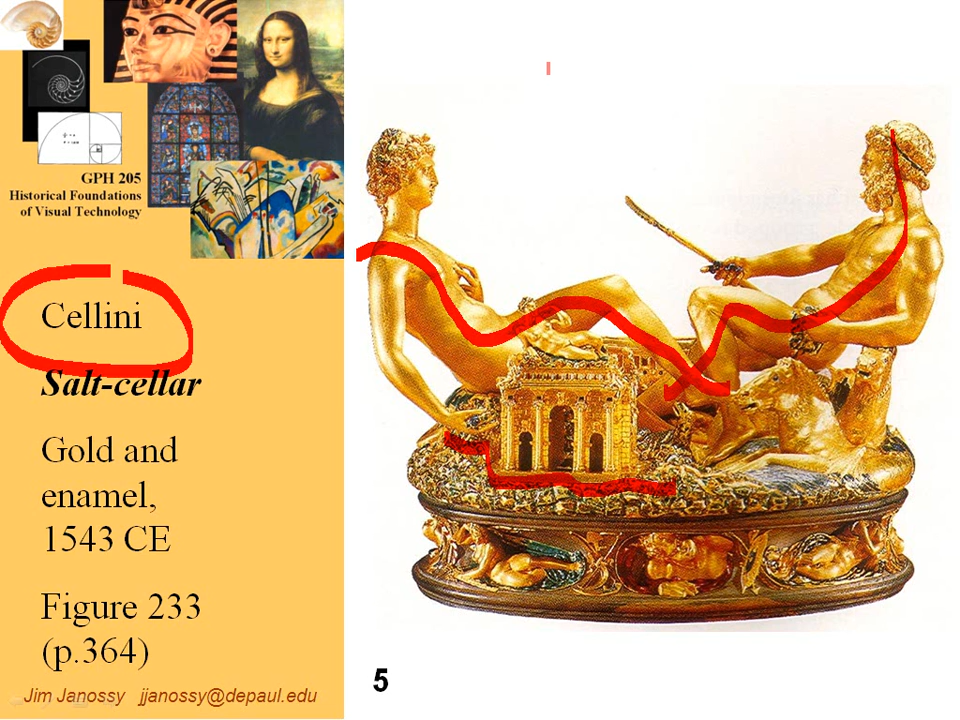 GPH 205
Historical Foundations
of Visual Technology
Cellini
Salt-cellar
Gold and
enamel,
1543 CE
Figure 233
(p.364)
Jim Janossy jjanossy@depaul.edu
5